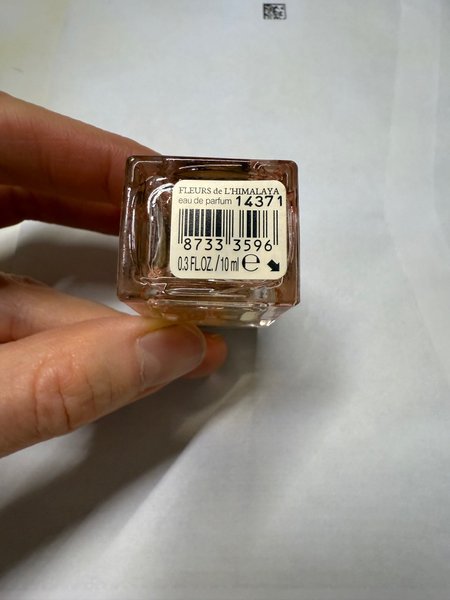 FLEURS de L'HIMALAYA
eau de parfum 14371
8733 3596
0.3 FL.OZ. / 10 ml ℮